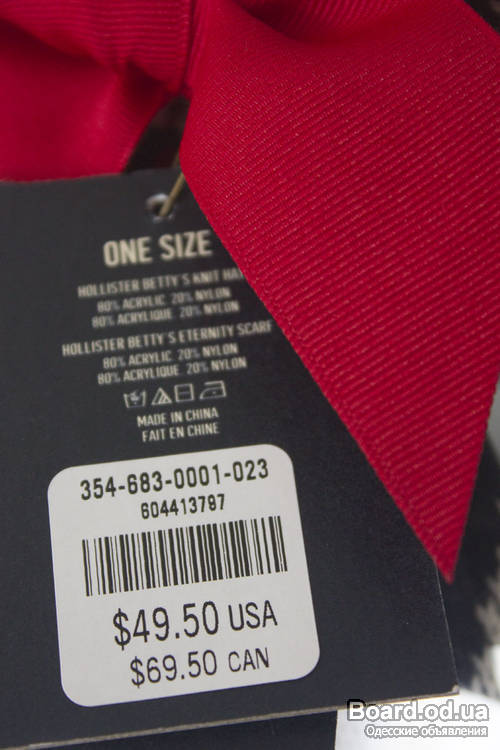 ONE SIZE
HOLLISTER BETTY'S KNIT
80% ACRYLIC 20% NYLON
80% ACRYLIQUE 20% NYLON
HOLLISTER BETTY'S ETERNITY SCARF
80% ACRYLIC 20% NYLON
80% ACRYLIQUE 20% NYLON
MADE IN CHINA
FAIT EN CHINE
354-683-0001-023
604413787
$49.50 USA
$69.50 CAN
Board.od.ua
Одесские объявления